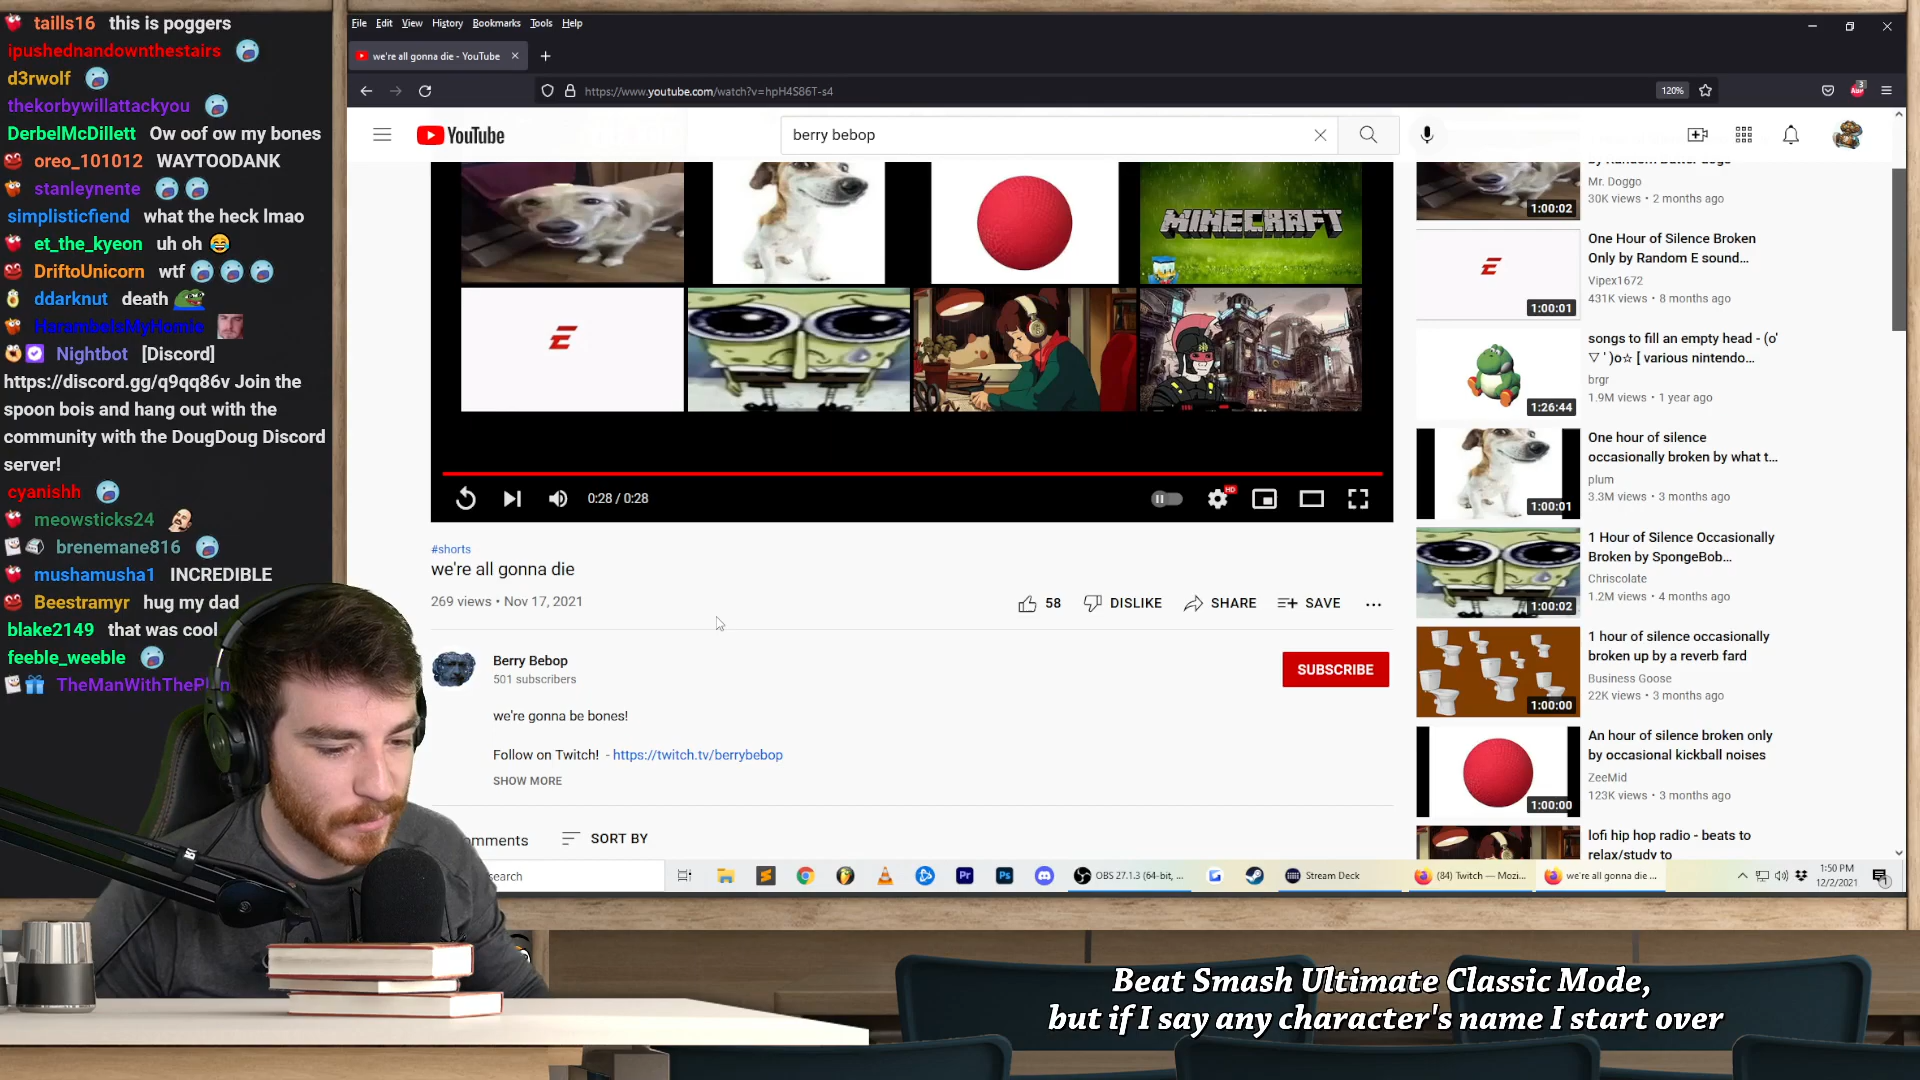 taills16 this is poggers
ipushednandownthestairs
d3rwolf
thekorbywillattackyou
DerbelMcDillett Ow oof ow my bones
oreo_101012 WAYTOODANK
stanleynente
simplisticfiend what the heck lmao
et_the_kyeon uh oh 😂
DriftoUnicorn wtf
ddarknut death
HarambeIsMyHomie
Nightbot [Discord]
https://discord.gg/q9qq86v Join the
spoon bois and hang out with the
community with the DougDoug Discord
server!
cyanishh
meowsticks24
brenemane816
mushamusha1 INCREDIBLE
Beestramyr hug my dad
blake2149 that was cool
feeble_weeble
File Edit View History Bookmarks Tools Help
we're all gonna die - YouTube
https://www.youtube.com/watch?v=hpH4S86T-s4
120%
YouTube
berry bebop
MINECRAFT
E
0:28 / 0:28
HD
#shorts
we're all gonna die
269 views • Nov 17, 2021
58 DISLIKE SHARE SAVE
Berry Bebop
501 subscribers
SUBSCRIBE
we're gonna be bones!
Follow on Twitch! - https://twitch.tv/berrybebop
SHOW MORE
SORT BY
1:00:02
Mr. Doggo
30K views • 2 months ago
E
1:00:01
One Hour of Silence Broken
Only by Random E sound...
Vipex1672
431K views • 8 months ago
1:26:44
songs to fill an empty head - (o'
▽ ' )o☆ [ various nintendo...
brgr
1.9M views • 1 year ago
1:00:01
One hour of silence
occasionally broken by what t...
plum
3.3M views • 3 months ago
1:00:02
1 Hour of Silence Occasionally
Broken by SpongeBob...
Chriscolate
1.2M views • 4 months ago
1:00:00
1 hour of silence occasionally
broken up by a reverb fard
Business Goose
22K views • 3 months ago
1:00:00
An hour of silence broken only
by occasional kickball noises
ZeeMid
123K views • 3 months ago
lofi hip hop radio - beats to
relax/study to
search
Pr
Ps
OBS 27.1.3 (64-bit, ...
Stream Deck
(84) Twitch — Mozi...
we're all gonna die ...
1:50 PM
12/2/2021
Beat Smash Ultimate Classic Mode,
but if I say any character's name I start over